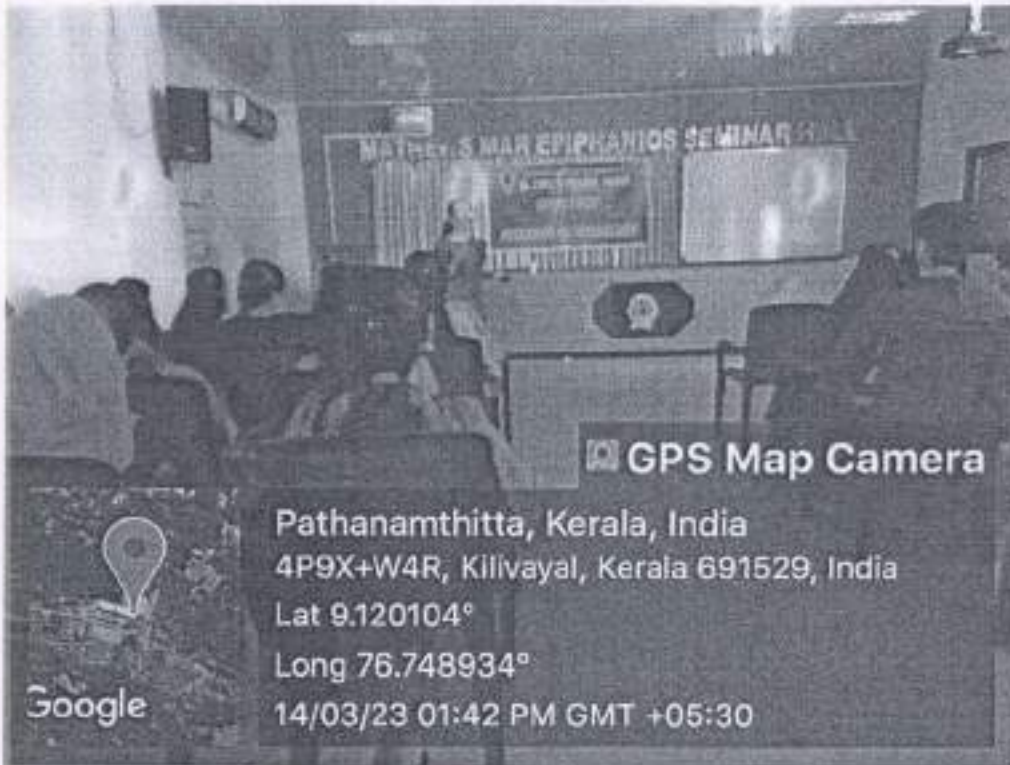 MATHEWS MAR EPIPHANIOS SEMINAR
GPS Map Camera
Pathanamthitta, Kerala, India
4P9X+W4R, Kilivayal, Kerala 691529, India
Lat 9.120104°
Long 76.748934°
14/03/23 01:42 PM GMT +05:30
Google